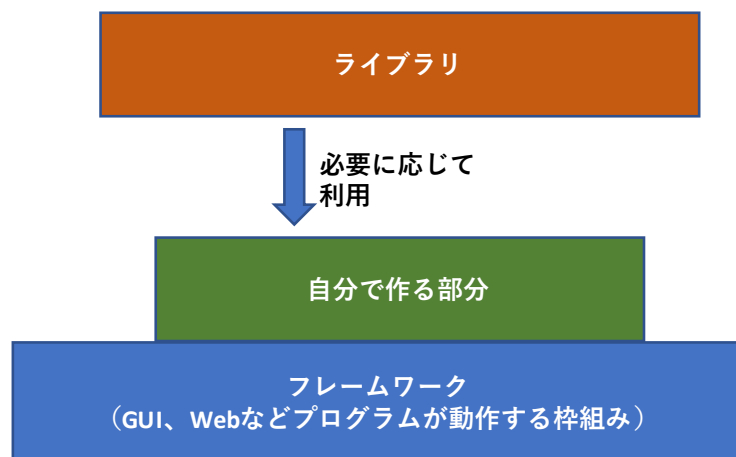 ライブラリ
必要に応じて
利用
自分で作る部分
フレームワーク
（GUI、Webなどプログラムが動作する枠組み）